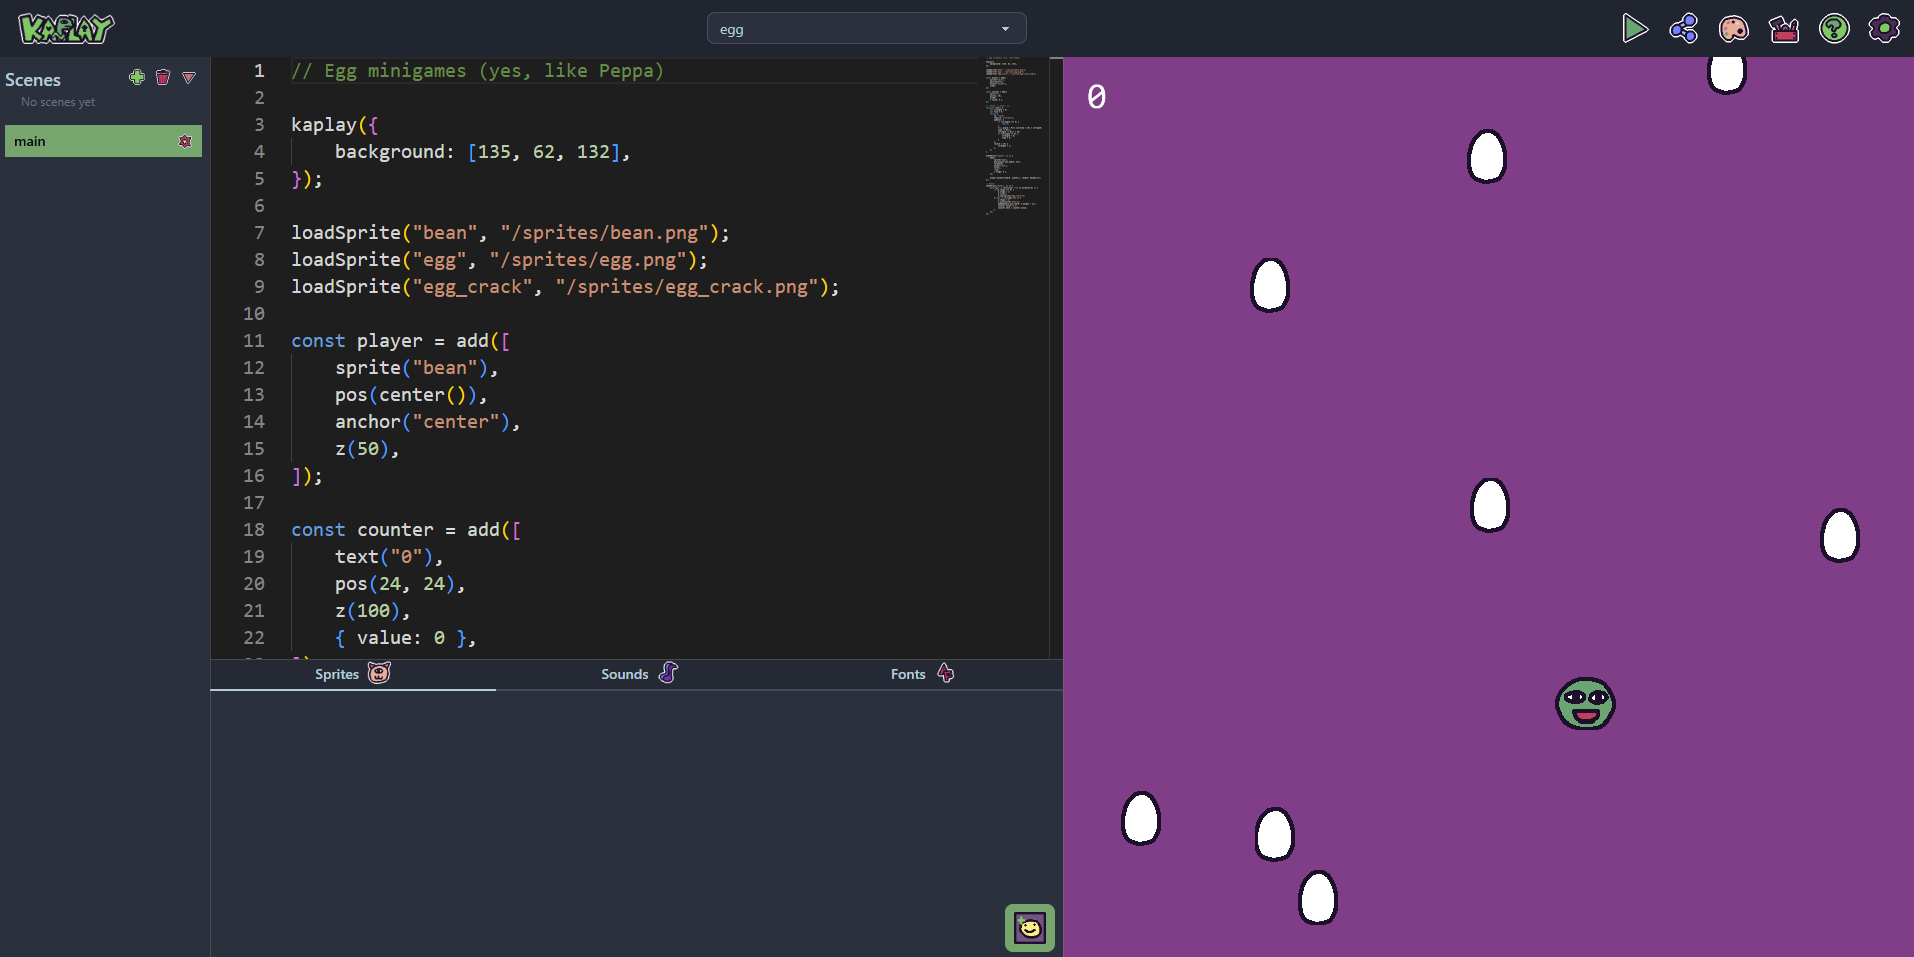 KAPLAY
egg
Scenes
No scenes yet
main
1 // Egg minigames (yes, like Peppa)
2
3 kaplay({
4     background: [135, 62, 132],
5 });
6
7 loadSprite("bean", "/sprites/bean.png");
8 loadSprite("egg", "/sprites/egg.png");
9 loadSprite("egg_crack", "/sprites/egg_crack.png");
10
11 const player = add([
12     sprite("bean"),
13     pos(center()),
14     anchor("center"),
15     z(50),
16 ]);
17
18 const counter = add([
19     text("0"),
20     pos(24, 24),
21     z(100),
22     { value: 0 },
Sprites
Sounds
Fonts
0